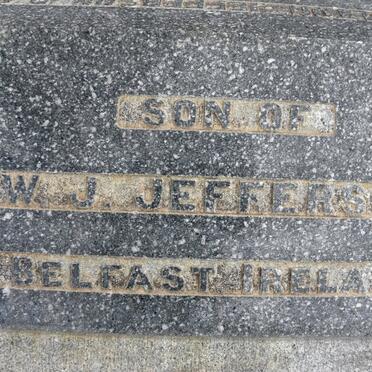 SON OF
W. J. JEFFERS
BELFAST IRELA